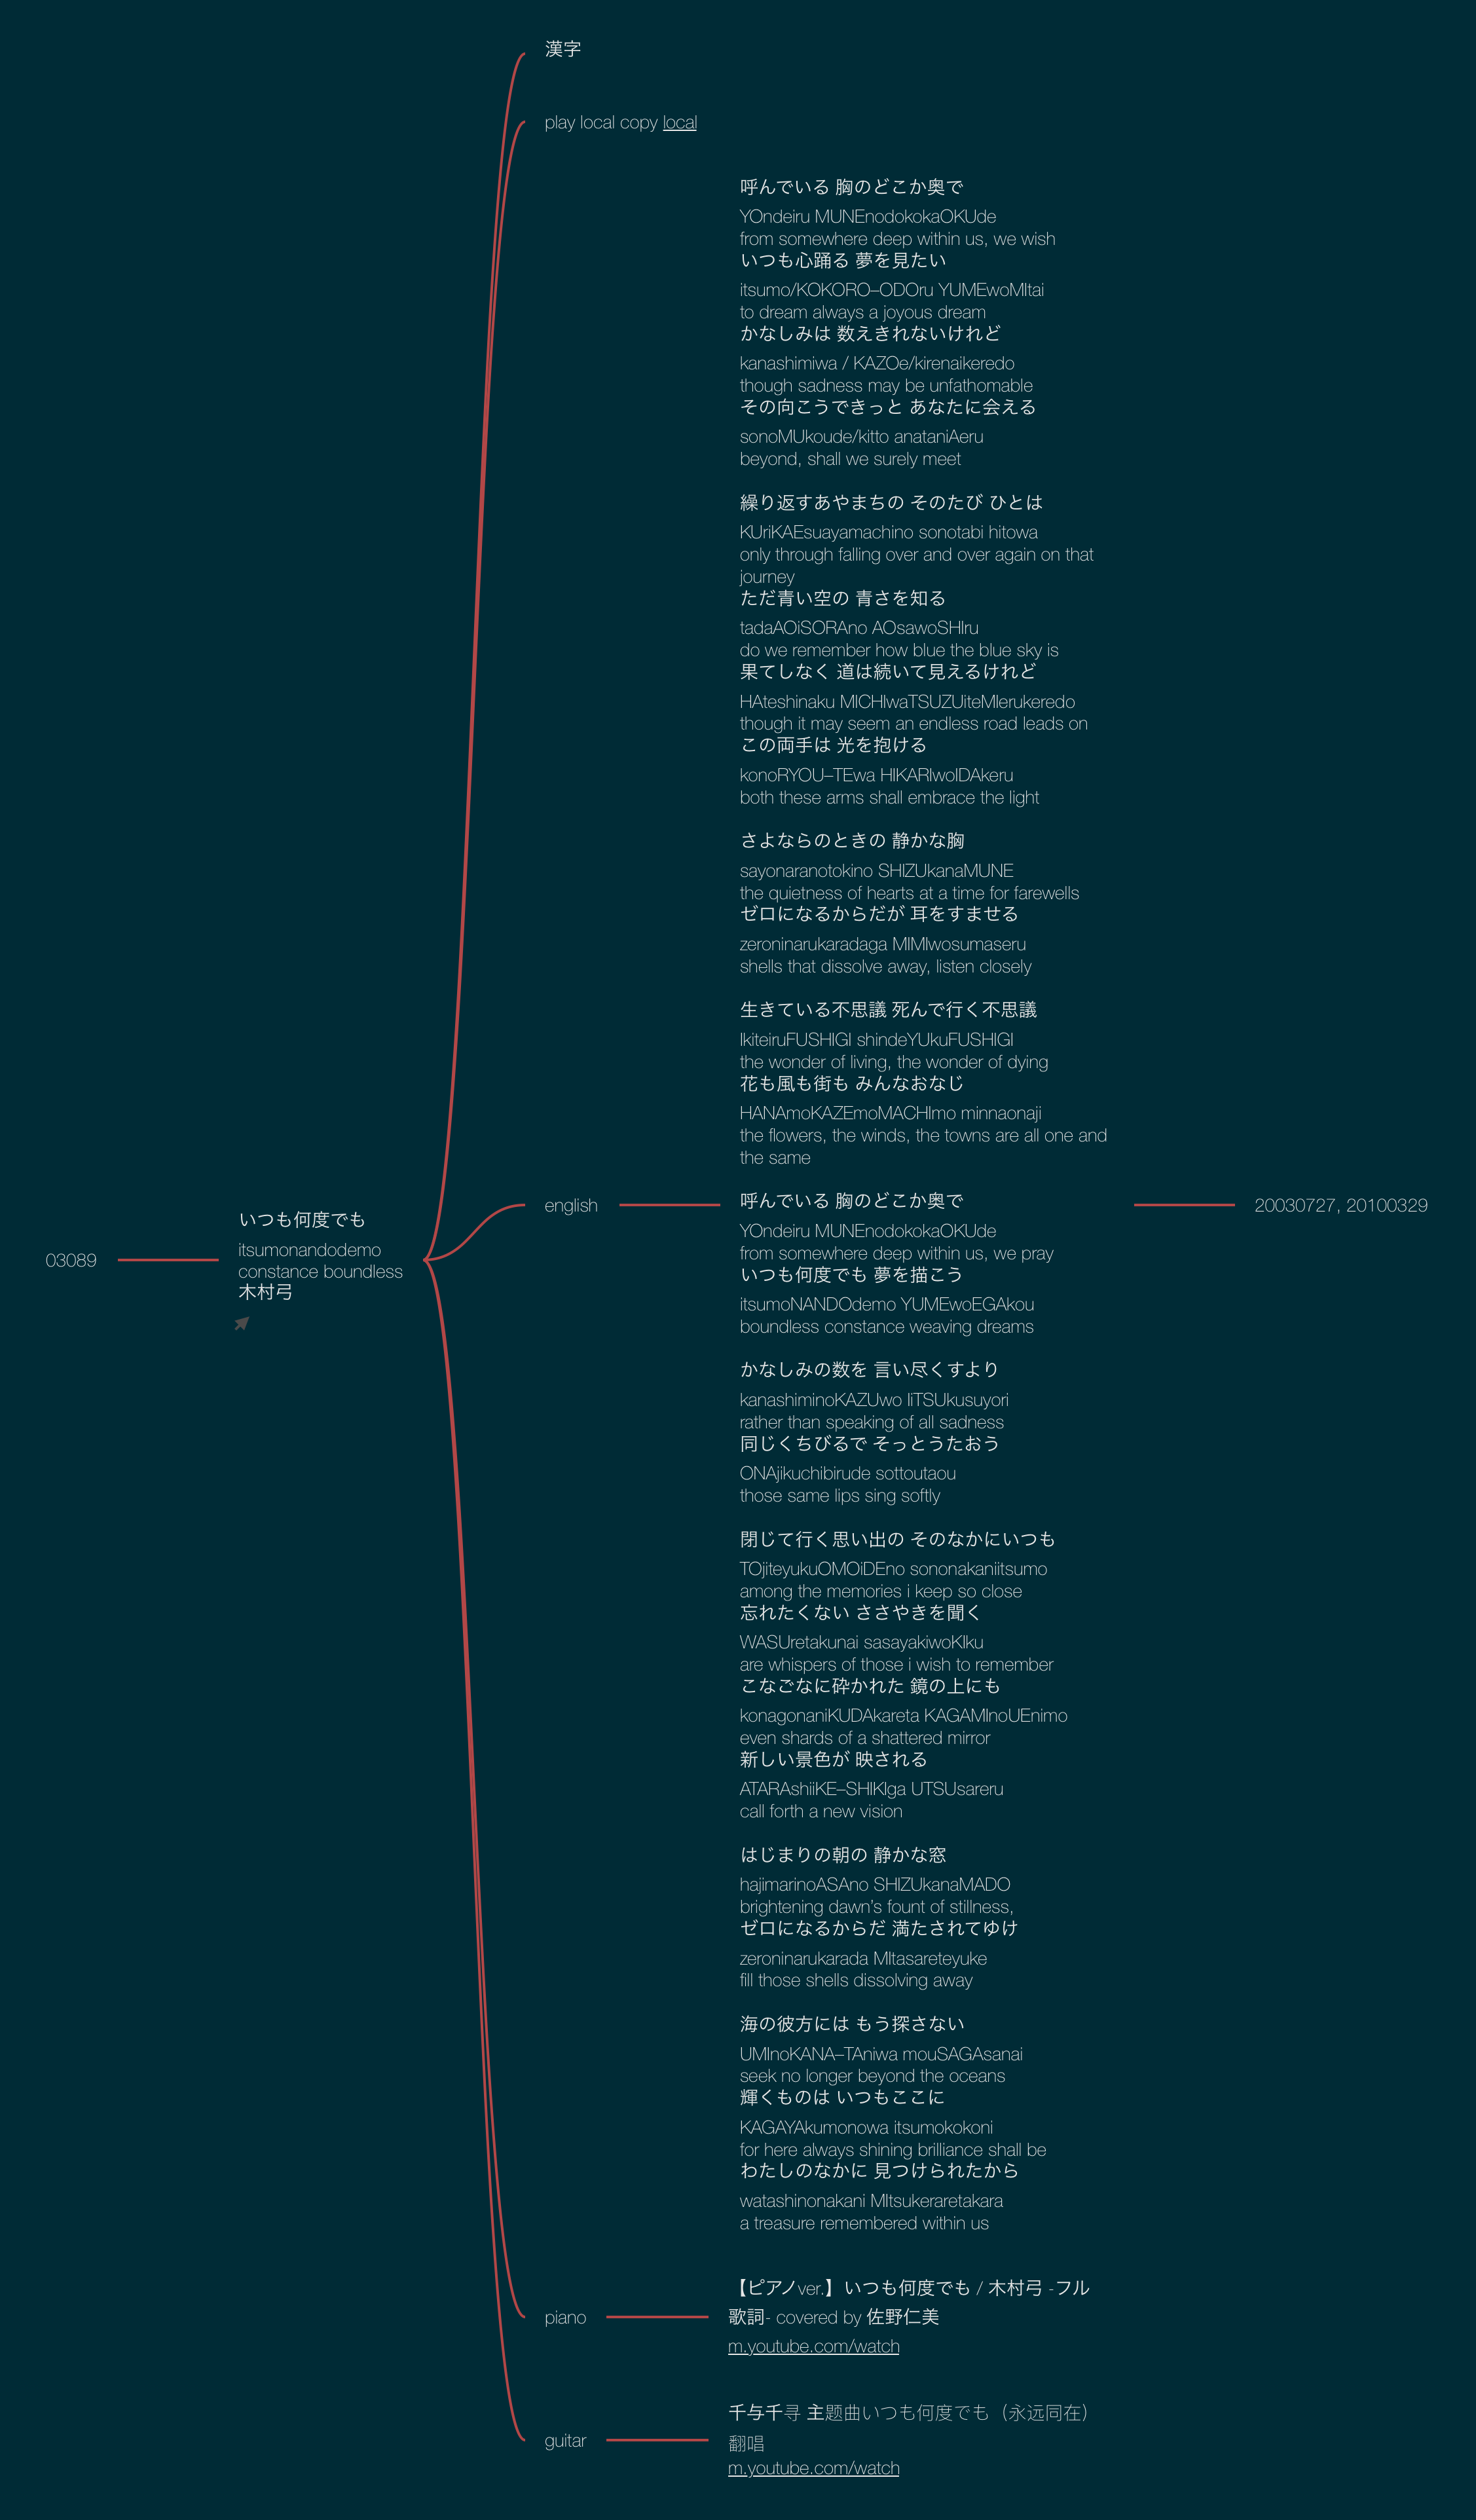 漢字
play local copy local
呼んでいる 胸のどこか奥で
YOndeiru MUNEnodokokaOKUde
from somewhere deep within us, we wish
いつも心踊る 夢を見たい
itsumo/KOKORO–ODOru YUMEwoMItai
to dream always a joyous dream
かなしみは 数えきれないけれど
kanashimiwa / KAZOe/kirenaikeredo
though sadness may be unfathomable
その向こうできっと あなたに会える
sonoMUkoude/kitto anataniAeru
beyond, shall we surely meet
繰り返すあやまちの そのたび ひとは
KUriKAEsuayamachino sonotabi hitowa
only through falling over and over again on that
journey
ただ青い空の 青さを知る
tadaAOiSORAno AOsawoSHIru
do we remember how blue the blue sky is
果てしなく 道は続いて見えるけれど
HAteshinaku MICHIwaTSUZUiteMIerukeredo
though it may seem an endless road leads on
この両手は 光を抱ける
konoRYOU–TEwa HIKARIwoIDAkeru
both these arms shall embrace the light
さよならのときの 静かな胸
sayonaranotokino SHIZUkanaMUNE
the quietness of hearts at a time for farewells
ゼロになるからだが 耳をすませる
zeroninarukaradaga MIMIwosumaseru
shells that dissolve away, listen closely
生きている不思議 死んで行く不思議
IkiteiruFUSHIGI shindeYUkuFUSHIGI
the wonder of living, the wonder of dying
花も風も街も みんなおなじ
HANAmoKAZEmoMACHImo minnaonaji
the flowers, the winds, the towns are all one and
the same
呼んでいる 胸のどこか奥で
YOndeiru MUNEnodokokaOKUde
from somewhere deep within us, we pray
いつも何度でも 夢を描こう
itsumoNANDOdemo YUMEwoEGAkou
boundless constance weaving dreams
かなしみの数を 言い尽くすより
kanashiminoKAZUwo IiTSUkusuyori
rather than speaking of all sadness
同じくちびるで そっとうたおう
ONAjikuchibirude sottoutaou
those same lips sing softly
閉じて行く思い出の そのなかにいつも
TOjiteyukuOMOiDEno sononakaniitsumo
among the memories i keep so close
忘れたくない ささやきを聞く
WASUretakunai sasayakiwoKIku
are whispers of those i wish to remember
こなごなに砕かれた 鏡の上にも
konagonaniKUDAkareta KAGAMInoUEnimo
even shards of a shattered mirror
新しい景色が 映される
ATARAshiiKE–SHIKIga UTSUsareru
call forth a new vision
はじまりの朝の 静かな窓
hajimarinoASAno SHIZUkanaMADO
brightening dawn's fount of stillness,
ゼロになるからだ 満たされてゆけ
zeroninarukarada MItasareteyuke
fill those shells dissolving away
海の彼方には もう探さない
UMInoKANA–TAniwa mouSAGAsanai
seek no longer beyond the oceans
輝くものは いつもここに
KAGAYAkumonowa itsumokokoni
for here always shining brilliance shall be
わたしのなかに 見つけられたから
watashinonakani MItsukeraretakara
a treasure remembered within us
english
20030727, 20100329
03089
いつも何度でも
itsumonandodemo
constance boundless
木村弓
piano
【ピアノver.】いつも何度でも / 木村弓 -フル
歌詞- covered by 佐野仁美
m.youtube.com/watch
guitar
千与千寻 主题曲いつも何度でも（永远同在）
翻唱
m.youtube.com/watch